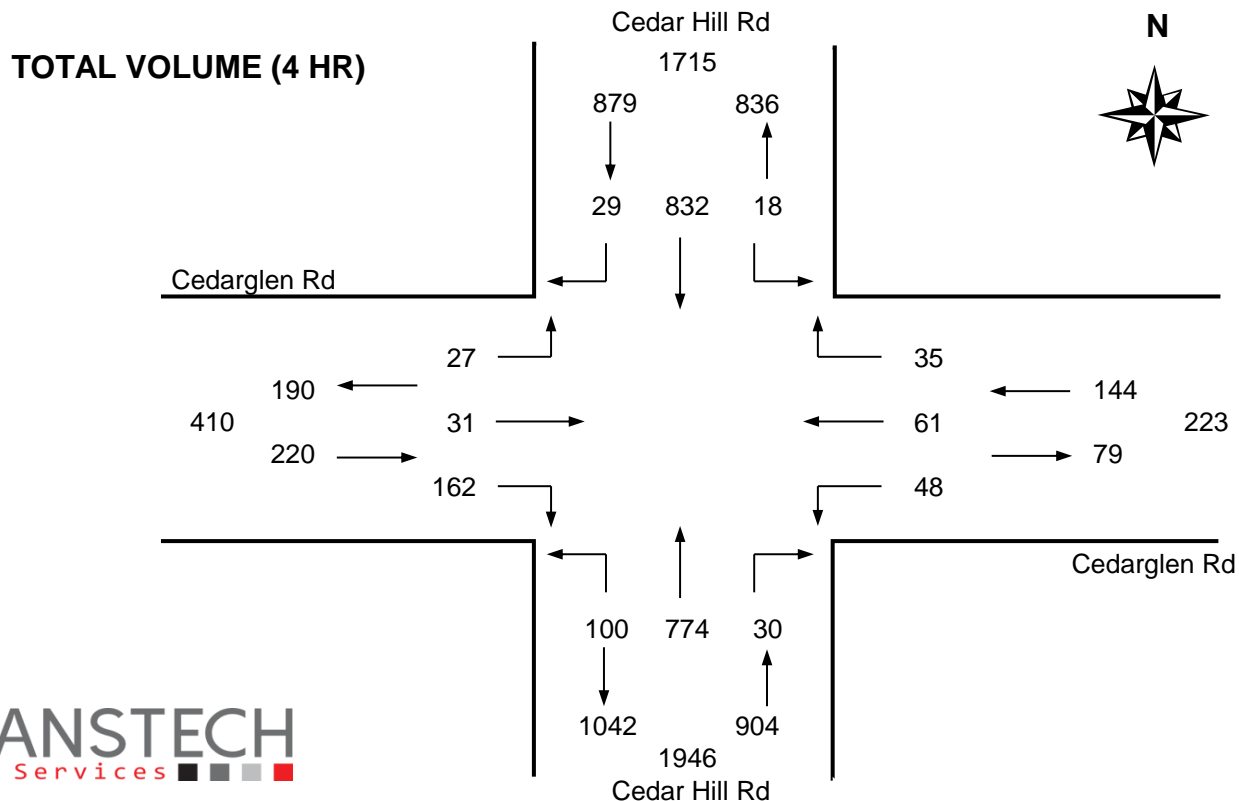 Cedar Hill Rd
N
TOTAL VOLUME (4 HR)
1715
879 836
29 832 18
Cedarglen Rd
27 35
190 144
410 31 61 223
220 79
162 48
Cedarglen Rd
100 774 30
1042 904
1946
Cedar Hill Rd
ANSTECH
Services